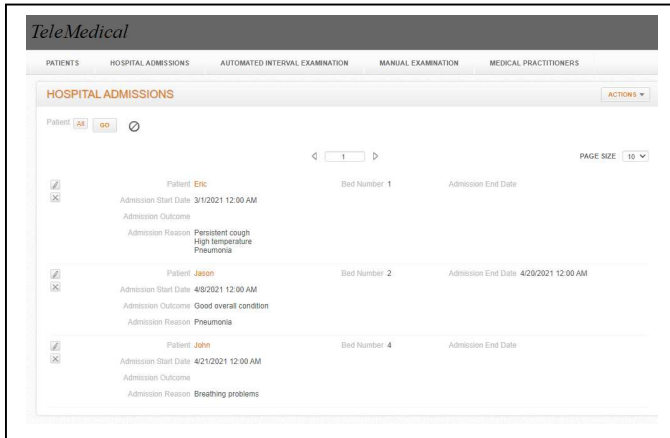 TeleMedical
PATIENTS HOSPITAL ADMISSIONS AUTOMATED INTERVAL EXAMINATION MANUAL EXAMINATION MEDICAL PRACTITIONERS
HOSPITAL ADMISSIONS ACTIONS
Patient All GO
1 PAGE SIZE 10
Patient Eric Bed Number 1 Admission End Date
Admission Start Date 3/1/2021 12:00 AM
Admission Outcome
Admission Reason Persistent cough
High temperature
Pneumonia
Patient Jason Bed Number 2 Admission End Date 4/20/2021 12:00 AM
Admission Start Date 4/8/2021 12:00 AM
Admission Outcome Good overall condition
Admission Reason Pneumonia
Patient John Bed Number 4 Admission End Date
Admission Start Date 4/21/2021 12:00 AM
Admission Outcome
Admission Reason Breathing problems